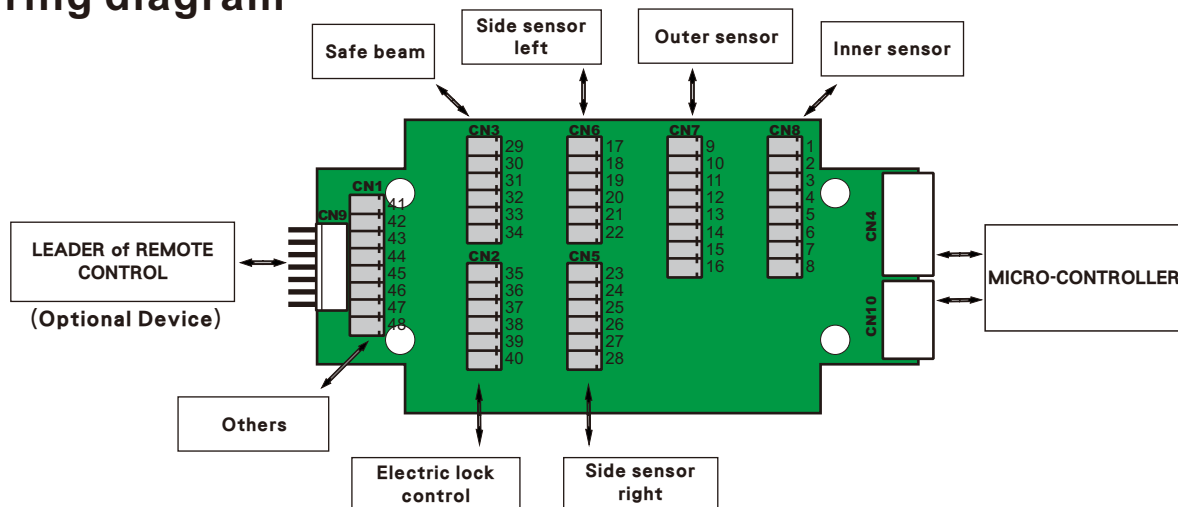 ring diagram
Safe beam
Side sensor
left
Outer sensor
Inner sensor
CN3
29
30
31
32
33
34
CN6
17
18
19
20
21
22
CN7
9
10
11
12
13
14
15
16
CN8
1
2
3
4
5
6
7
8
CN1
41
42
43
44
45
46
47
48
CN9
CN2
35
36
37
38
39
40
CN5
23
24
25
26
27
28
CN4
CN10
LEADER of REMOTE
CONTROL
(Optional Device)
MICRO-CONTROLLER
Others
Electric lock
control
Side sensor
right